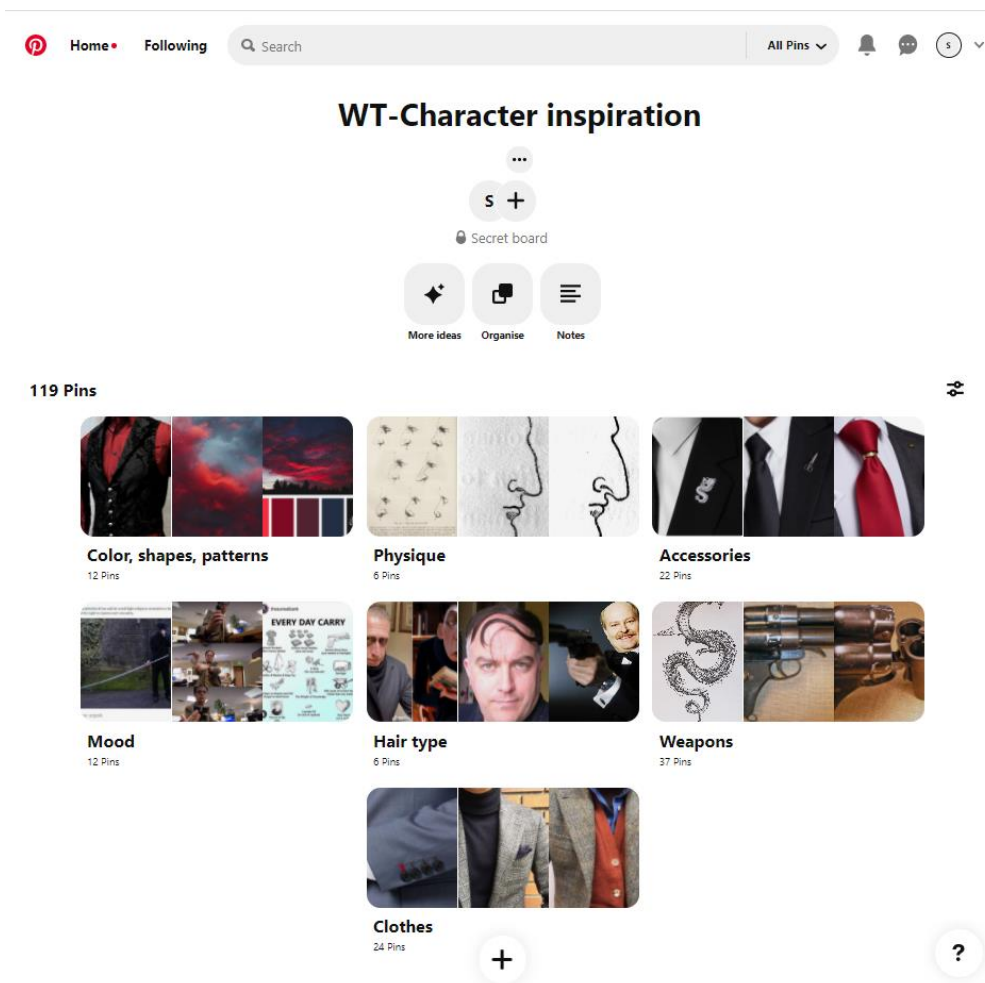 Home
Following
Search
All Pins
s
WT-Character inspiration
S
Secret board
More ideas
Organise
Notes
119 Pins
Color, shapes, patterns
12 Pins
Physique
6 Pins
Accessories
22 Pins
EVERY DAY CARRY
Mood
12 Pins
Hair type
6 Pins
Weapons
37 Pins
Clothes
24 Pins
?